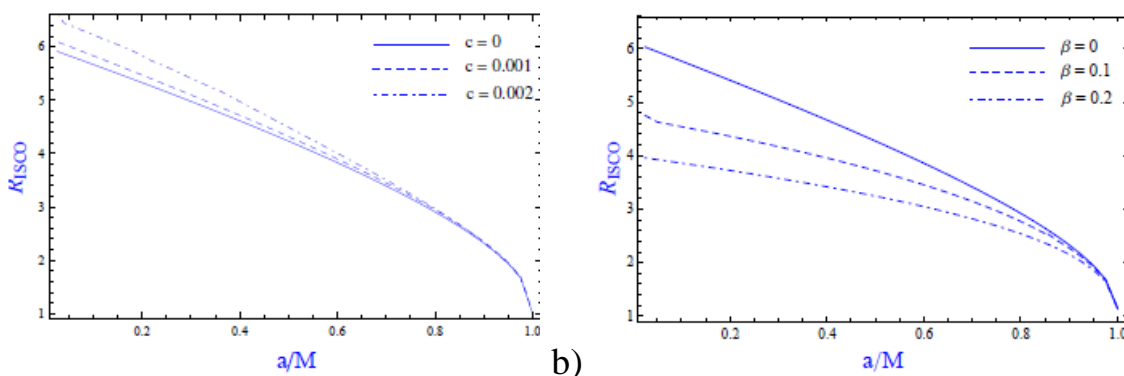 c = 0
c = 0.001
c = 0.002
6
5
4
3
2
1
R_ISCO
0.2
0.4
0.6
0.8
1.0
a/M
b)
β = 0
β = 0.1
β = 0.2
6
5
4
3
2
1
R_ISCO
0.2
0.4
0.6
0.8
1.0
a/M